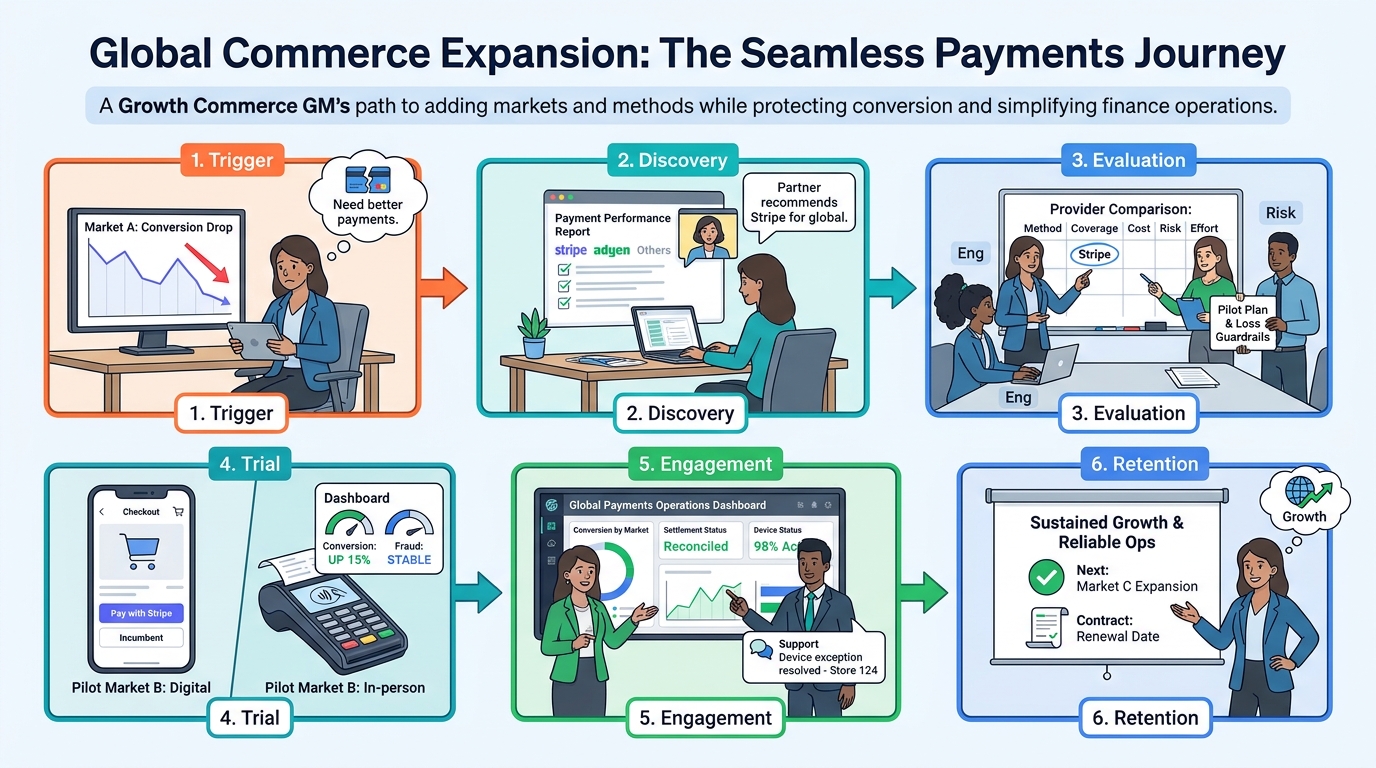 Global Commerce Expansion: The Seamless Payments Journey
A Growth Commerce GM's path to adding markets and methods while protecting conversion and simplifying finance operations.
1. Trigger
Need better
payments.
Market A: Conversion Drop
1. Trigger
2. Discovery
Partner
recommends
Stripe for global.
Payment Performance
Report
stripe adyen Others
2. Discovery
3. Evaluation
Provider Comparison:
Method Coverage Cost Risk Effort
Stripe
Eng
Risk
Pilot Plan
& Loss
Guardrails
Eng
3. Evaluation
4. Trial
Checkout
Pay with Stripe
Incumbent
Pilot Market B: Digital
Dashboard
Conversion:
UP 15%
Fraud:
STABLE
Pilot Market B: In-person
4. Trial
5. Engagement
Global Payments Operations Dashboard
Conversion by Market
Settlement Status
Reconciled
Device Status
98% Act
Support
Device exception
resolved - Store 124
5. Engagement
6. Retention
Growth
Sustained Growth &
Reliable Ops
Next:
Market C Expansion
Contract:
Renewal Date
6. Retention